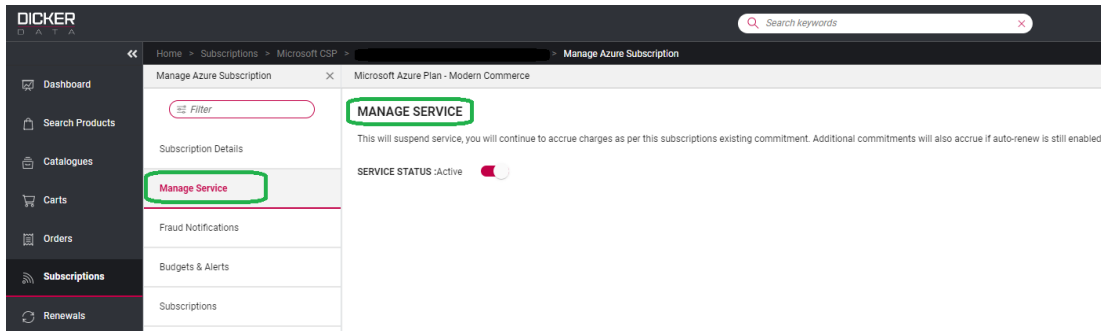 DICKER
DATA
Search keywords
Home > Subscriptions > Microsoft CSP > > Manage Azure Subscription
Dashboard
Search Products
Catalogues
Carts
Orders
Subscriptions
Renewals
Manage Azure Subscription
Filter
Subscription Details
Manage Service
Fraud Notifications
Budgets & Alerts
Subscriptions
Microsoft Azure Plan - Modern Commerce
MANAGE SERVICE
This will suspend service, you will continue to accrue charges as per this subscriptions existing commitment. Additional commitments will also accrue if auto-renew is still enabled
SERVICE STATUS :Active